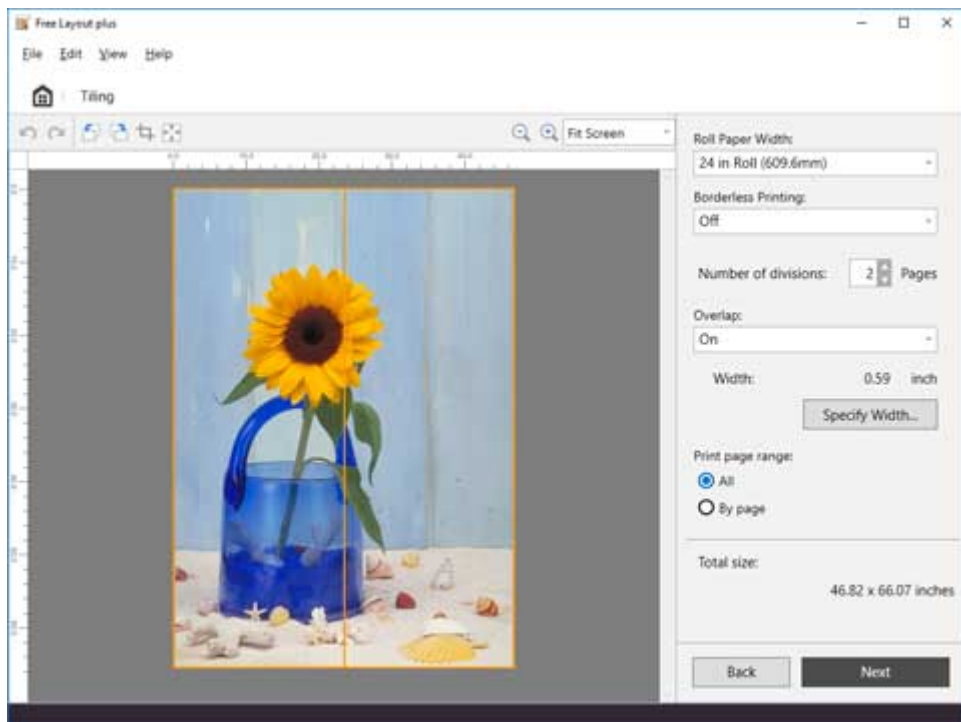 Free Layout plus
File Edit View Help
Tiling
Fit Screen
Roll Paper Width:
24 in Roll (609.6mm)
Borderless Printing:
Off
Number of divisions: 2 Pages
Overlap:
On
Width: 0.59 inch
Specify Width...
Print page range:
All
By page
Total size:
46.82 x 66.07 inches
Back Next